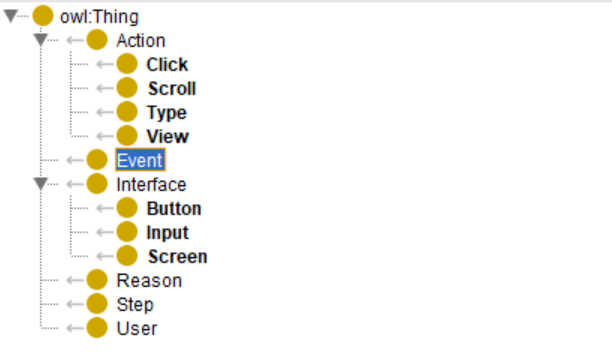 owl:Thing
Action
Click
Scroll
Type
View
Event
Interface
Button
Input
Screen
Reason
Step
User